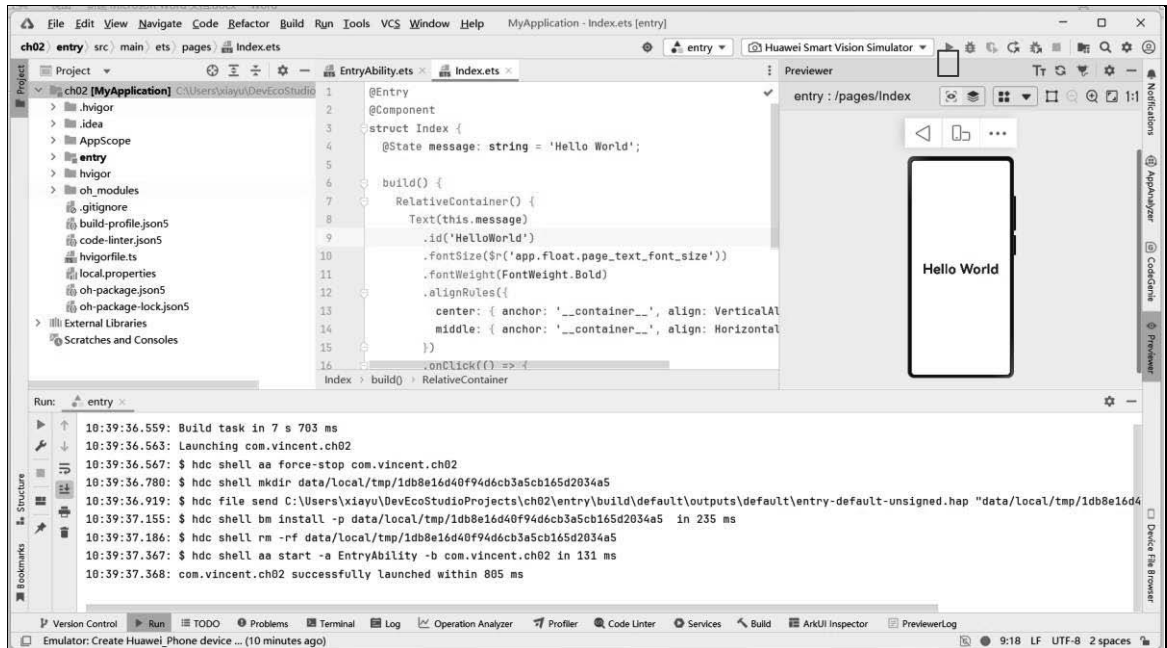 File Edit View Navigate Code Refactor Build Run Tools VCS Window Help MyApplication - Index.ets [entry]
ch02 entry src main ets pages Index.ets entry Huawei Smart Vision Simulator
Project EntryAbility.ets Index.ets Previewer
ch02 [MyApplication] C:\Users\xiayu\DevEcoStudio
.hvigor
.idea
AppScope
entry
hvigor
oh_modules
.gitignore
build-profile.json5
code-linter.json5
hvigorfile.ts
local.properties
oh-package.json5
oh-package-lock.json5
External Libraries
Scratches and Consoles
1 @Entry
2 @Component
3 struct Index {
4 @State message: string = 'Hello World';
5
6 build() {
7 RelativeContainer() {
8 Text(this.message)
9 .id('HelloWorld')
10 .fontSize($r('app.float.page_text_font_size'))
11 .fontWeight(FontWeight.Bold)
12 .alignRules({
13 center: { anchor: '__container__', align: VerticalAl
14 middle: { anchor: '__container__', align: Horizontal
15 })
16 .onClick(() => {
Index > build() > RelativeContainer
entry : /pages/Index
1:1
Hello World
Project
Structure
Bookmarks
Notifications
AppAnalyzer
CodeGenie
Previewer
Device File Browser
Run: entry
10:39:36.559: Build task in 7 s 703 ms
10:39:36.563: Launching com.vincent.ch02
10:39:36.567: $ hdc shell aa force-stop com.vincent.ch02
10:39:36.780: $ hdc shell mkdir data/local/tmp/1db8e16d40f94d6cb3a5cb165d2034a5
10:39:36.919: $ hdc file send C:\Users\xiayu\DevEcoStudioProjects\ch02\entry\build\default\outputs\default\entry-default-unsigned.hap "data/local/tmp/1db8e16d4
10:39:37.155: $ hdc shell bm install -p data/local/tmp/1db8e16d40f94d6cb3a5cb165d2034a5 in 235 ms
10:39:37.186: $ hdc shell rm -rf data/local/tmp/1db8e16d40f94d6cb3a5cb165d2034a5
10:39:37.367: $ hdc shell aa start -a EntryAbility -b com.vincent.ch02 in 131 ms
10:39:37.368: com.vincent.ch02 successfully launched within 805 ms
Version Control Run TODO Problems Terminal Log Operation Analyzer Profiler Code Linter Services Build ArkUI Inspector PreviewerLog
Emulator: Create Huawei_Phone device ... (10 minutes ago) 9:18 LF UTF-8 2 spaces